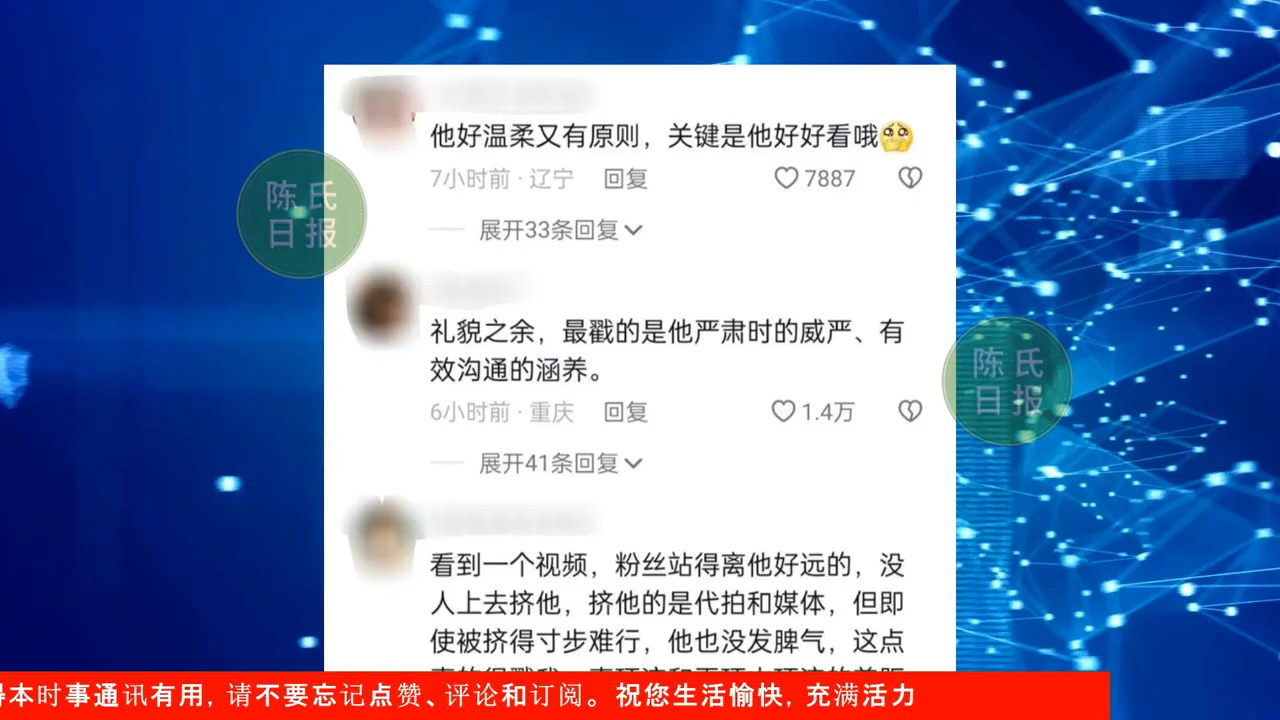 他好温柔又有原则，关键是他好好看哦
7小时前·辽宁 回复 7887
展开33条回复
陈氏
日报
礼貌之余，最戳的是他严肃时的威严、有
效沟通的涵养。
6小时前·重庆 回复 1.4万
展开41条回复
陈氏
日报
看到一个视频，粉丝站得离他好远的，没
人上去挤他，挤他的是代拍和媒体，但即
使被挤得寸步难行，他也没发脾气，这点
本时事通讯有用, 请不要忘记点赞、评论和订阅。祝您生活愉快, 充满活力